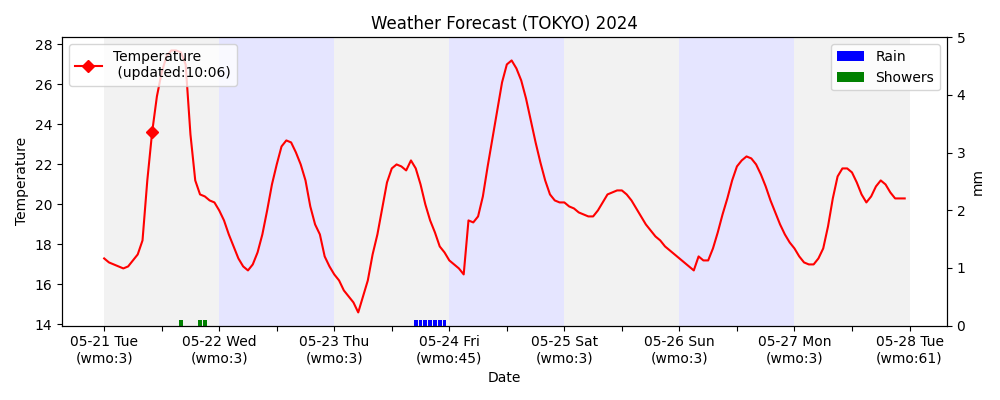 Weather Forecast (TOKYO) 2024
Temperature
(updated:10:06)
Rain
Showers
28
26
24
22
20
18
16
14
Temperature
5
4
3
2
1
0
mm
05-21 Tue 05-22 Wed 05-23 Thu 05-24 Fri 05-25 Sat 05-26 Sun 05-27 Mon 05-28 Tue
(wmo:3) (wmo:3) (wmo:3) (wmo:45) (wmo:3) (wmo:3) (wmo:3) (wmo:61)
Date